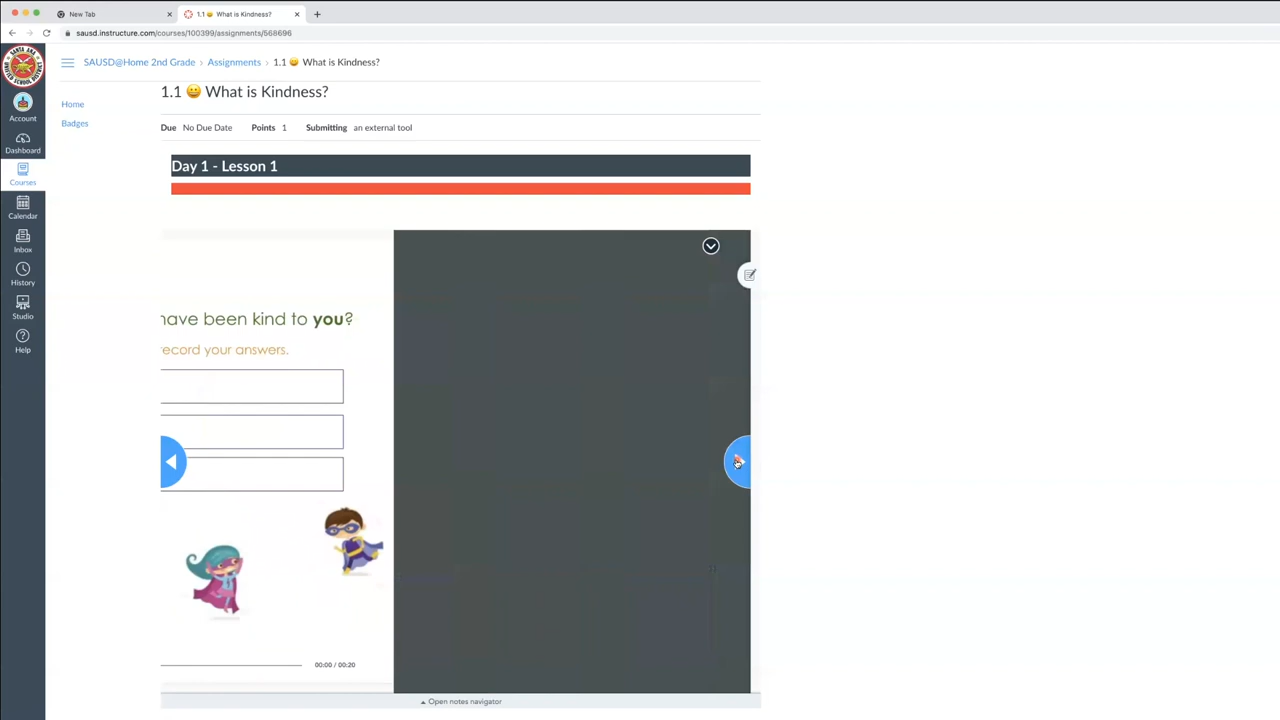 New Tab
1.1 😀 What is Kindness?
sausd.instructure.com/courses/100399/assignments/568696
SAUSD@Home 2nd Grade > Assignments > 1.1 😀 What is Kindness?
Account
Dashboard
Courses
Calendar
Inbox
History
Studio
Help
Home
Badges
1.1 😀 What is Kindness?
Due No Due Date Points 1 Submitting an external tool
Day 1 - Lesson 1
have been kind to you?
record your answers.
00:00 / 00:20
Open notes navigator